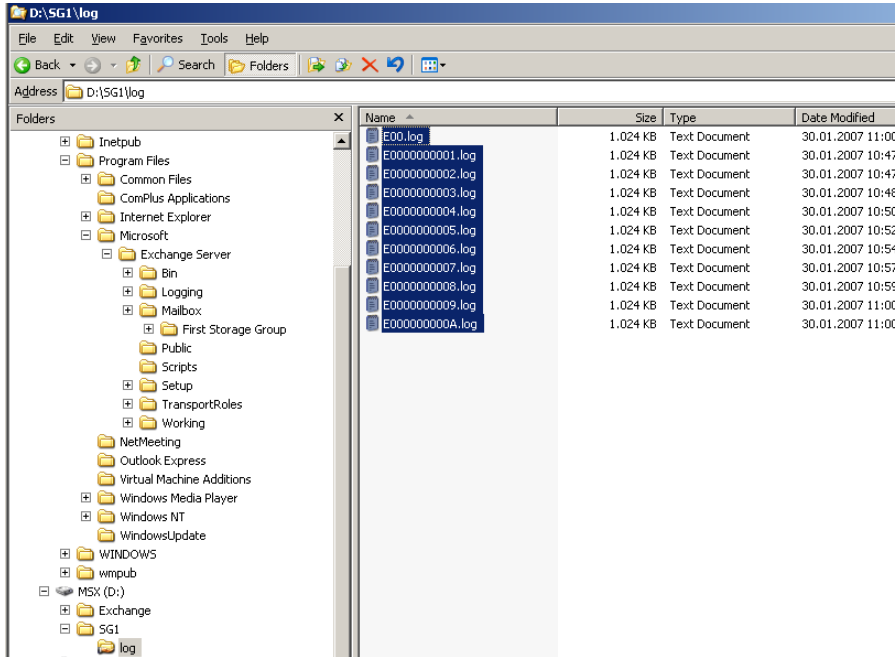 D:\SG1\log
File Edit View Favorites Tools Help
Back Search Folders
Address D:\SG1\log
Folders
Inetpub
Program Files
Common Files
ComPlus Applications
Internet Explorer
Microsoft
Exchange Server
Bin
Logging
Mailbox
First Storage Group
Public
Scripts
Setup
TransportRoles
Working
NetMeeting
Outlook Express
Virtual Machine Additions
Windows Media Player
Windows NT
WindowsUpdate
WINDOWS
wmpub
MSX (D:)
Exchange
SG1
log
Name Size Type Date Modified
E00.log 1.024 KB Text Document 30.01.2007 11:00
E0000000001.log 1.024 KB Text Document 30.01.2007 10:47
E0000000002.log 1.024 KB Text Document 30.01.2007 10:47
E0000000003.log 1.024 KB Text Document 30.01.2007 10:48
E0000000004.log 1.024 KB Text Document 30.01.2007 10:50
E0000000005.log 1.024 KB Text Document 30.01.2007 10:52
E0000000006.log 1.024 KB Text Document 30.01.2007 10:54
E0000000007.log 1.024 KB Text Document 30.01.2007 10:57
E0000000008.log 1.024 KB Text Document 30.01.2007 10:59
E0000000009.log 1.024 KB Text Document 30.01.2007 11:00
E000000000A.log 1.024 KB Text Document 30.01.2007 11:00